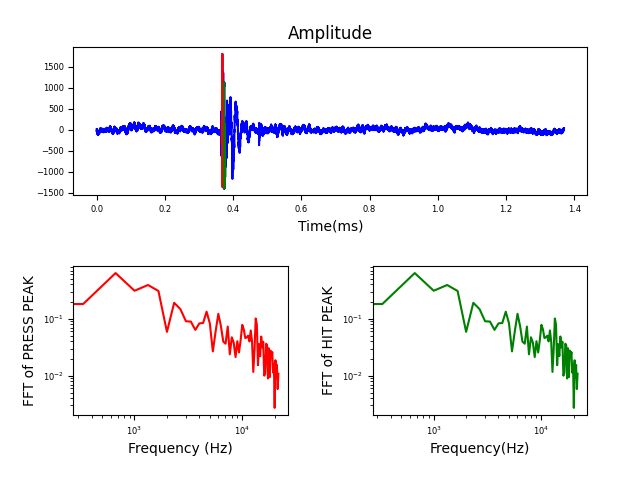 Amplitude
1500
1000
500
0
−500
−1000
−1500
0.0 0.2 0.4 0.6 0.8 1.0 1.2 1.4
Time(ms)
FFT of PRESS PEAK
10⁻¹
10⁻²
10³ 10⁴
Frequency (Hz)
FFT of HIT PEAK
10⁻¹
10⁻²
10³ 10⁴
Frequency(Hz)